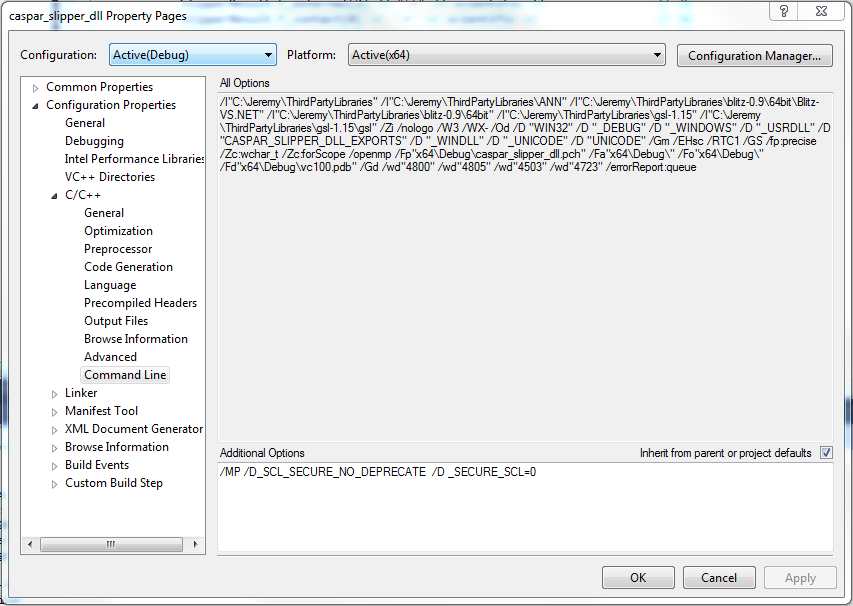 caspar_slipper_dll Property Pages
Configuration: Active(Debug) Platform: Active(x64) Configuration Manager...
Common Properties
Configuration Properties
General
Debugging
Intel Performance Libraries
VC++ Directories
C/C++
General
Optimization
Preprocessor
Code Generation
Language
Precompiled Headers
Output Files
Browse Information
Advanced
Command Line
Linker
Manifest Tool
XML Document Generator
Browse Information
Build Events
Custom Build Step
All Options
/I"C:\Jeremy\ThirdPartyLibraries" /I"C:\Jeremy\ThirdPartyLibraries\ANN" /I"C:\Jeremy\ThirdPartyLibraries\blitz-0.9\64bit\Blitz-
VS.NET" /I"C:\Jeremy\ThirdPartyLibraries\blitz-0.9\64bit" /I"C:\Jeremy\ThirdPartyLibraries\gsl-1.15" /I"C:\Jeremy
\ThirdPartyLibraries\gsl-1.15\gsl" /Zi /nologo /W3 /WX- /Od /D "WIN32" /D "_DEBUG" /D "_WINDOWS" /D "_USRDLL" /D
"CASPAR_SLIPPER_DLL_EXPORTS" /D "_WINDLL" /D "_UNICODE" /D "UNICODE" /Gm /EHsc /RTC1 /GS /fp:precise
/Zc:wchar_t /Zc:forScope /openmp /Fp"x64\Debug\caspar_slipper_dll.pch" /Fa"x64\Debug\" /Fo"x64\Debug\"
/Fd"x64\Debug\vc100.pdb" /Gd /wd"4800" /wd"4805" /wd"4503" /wd"4723" /errorReport:queue
Additional Options Inherit from parent or project defaults
/MP /D_SCL_SECURE_NO_DEPRECATE /D _SECURE_SCL=0
OK Cancel Apply